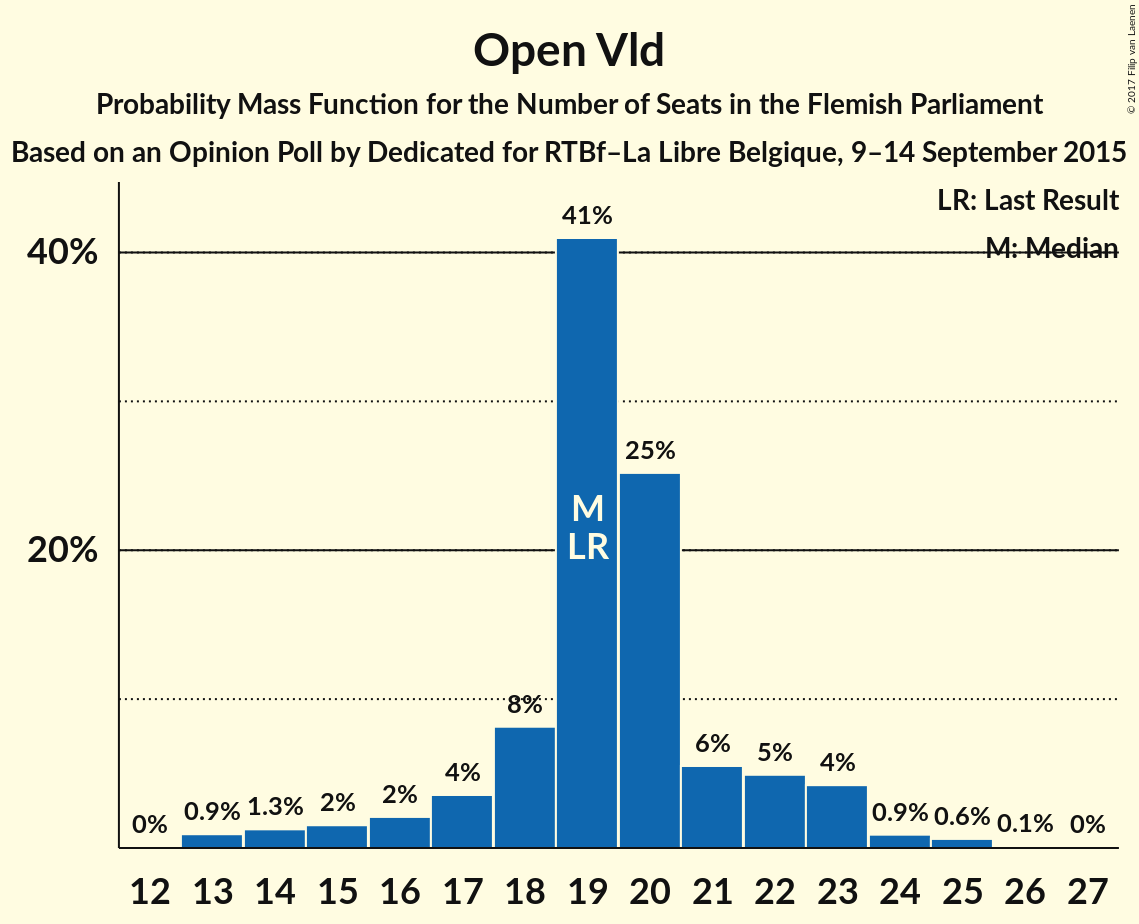 Open Vld
Probability Mass Function for the Number of Seats in the Flemish Parliament
Based on an Opinion Poll by Dedicated for RTBf–La Libre Belgique, 9–14 September 2015
© 2017 Filip van Laenen
LR: Last Result
M: Median
40%
20%
0%
0.9%
1.3%
2%
2%
4%
8%
41%
25%
6%
5%
4%
0.9%
0.6%
0.1%
0%
M
LR
12 13 14 15 16 17 18 19 20 21 22 23 24 25 26 27